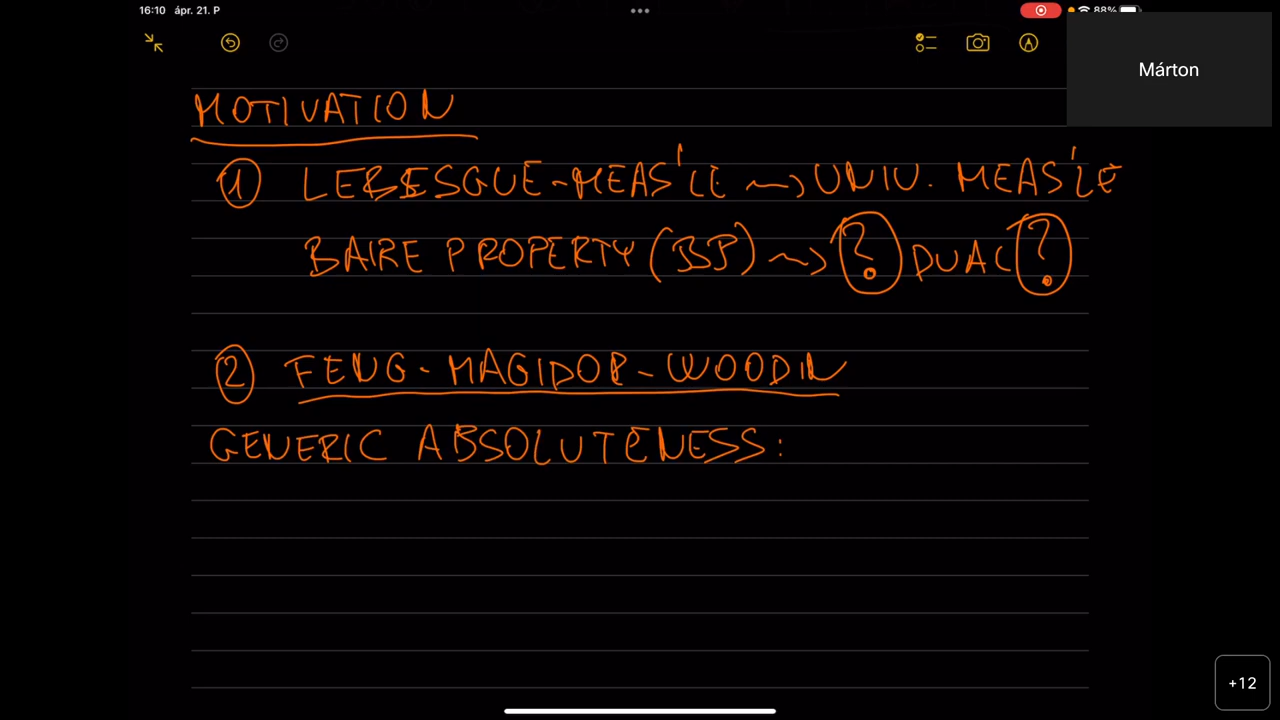 16:10 ápr. 21. P
88%
Márton
MOTIVATION
① LEBESGUE-MEAS'LE ⇝ UNIV. MEAS'LE
BAIRE PROPERTY (BP) ⇝ ? DUAL ?
② FENG-MAGIDOR-WOODIN
GENERIC ABSOLUTENESS:
+12